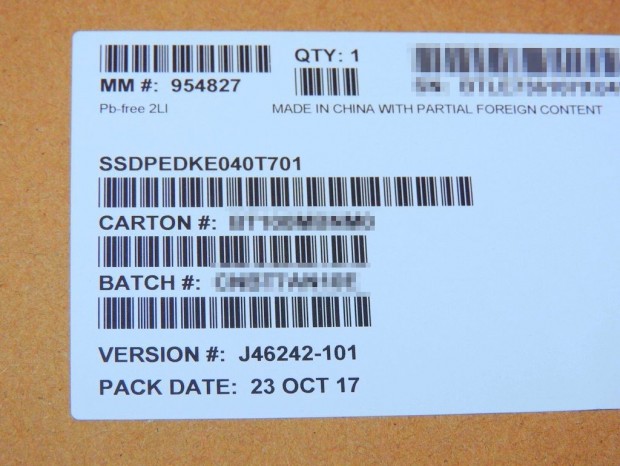 QTY: 1
MM #: 954827
Pb-free 2LI
MADE IN CHINA WITH PARTIAL FOREIGN CONTENT
SSDPEDKE040T701
CARTON #:
BATCH #:
VERSION #: J46242-101
PACK DATE: 23 OCT 17